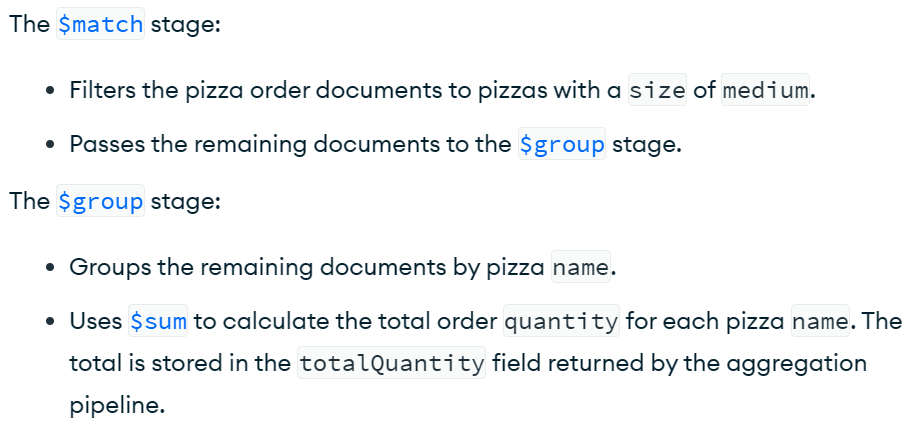 The $match stage:
• Filters the pizza order documents to pizzas with a size of medium.
• Passes the remaining documents to the $group stage.
The $group stage:
• Groups the remaining documents by pizza name.
• Uses $sum to calculate the total order quantity for each pizza name. The
total is stored in the totalQuantity field returned by the aggregation
pipeline.